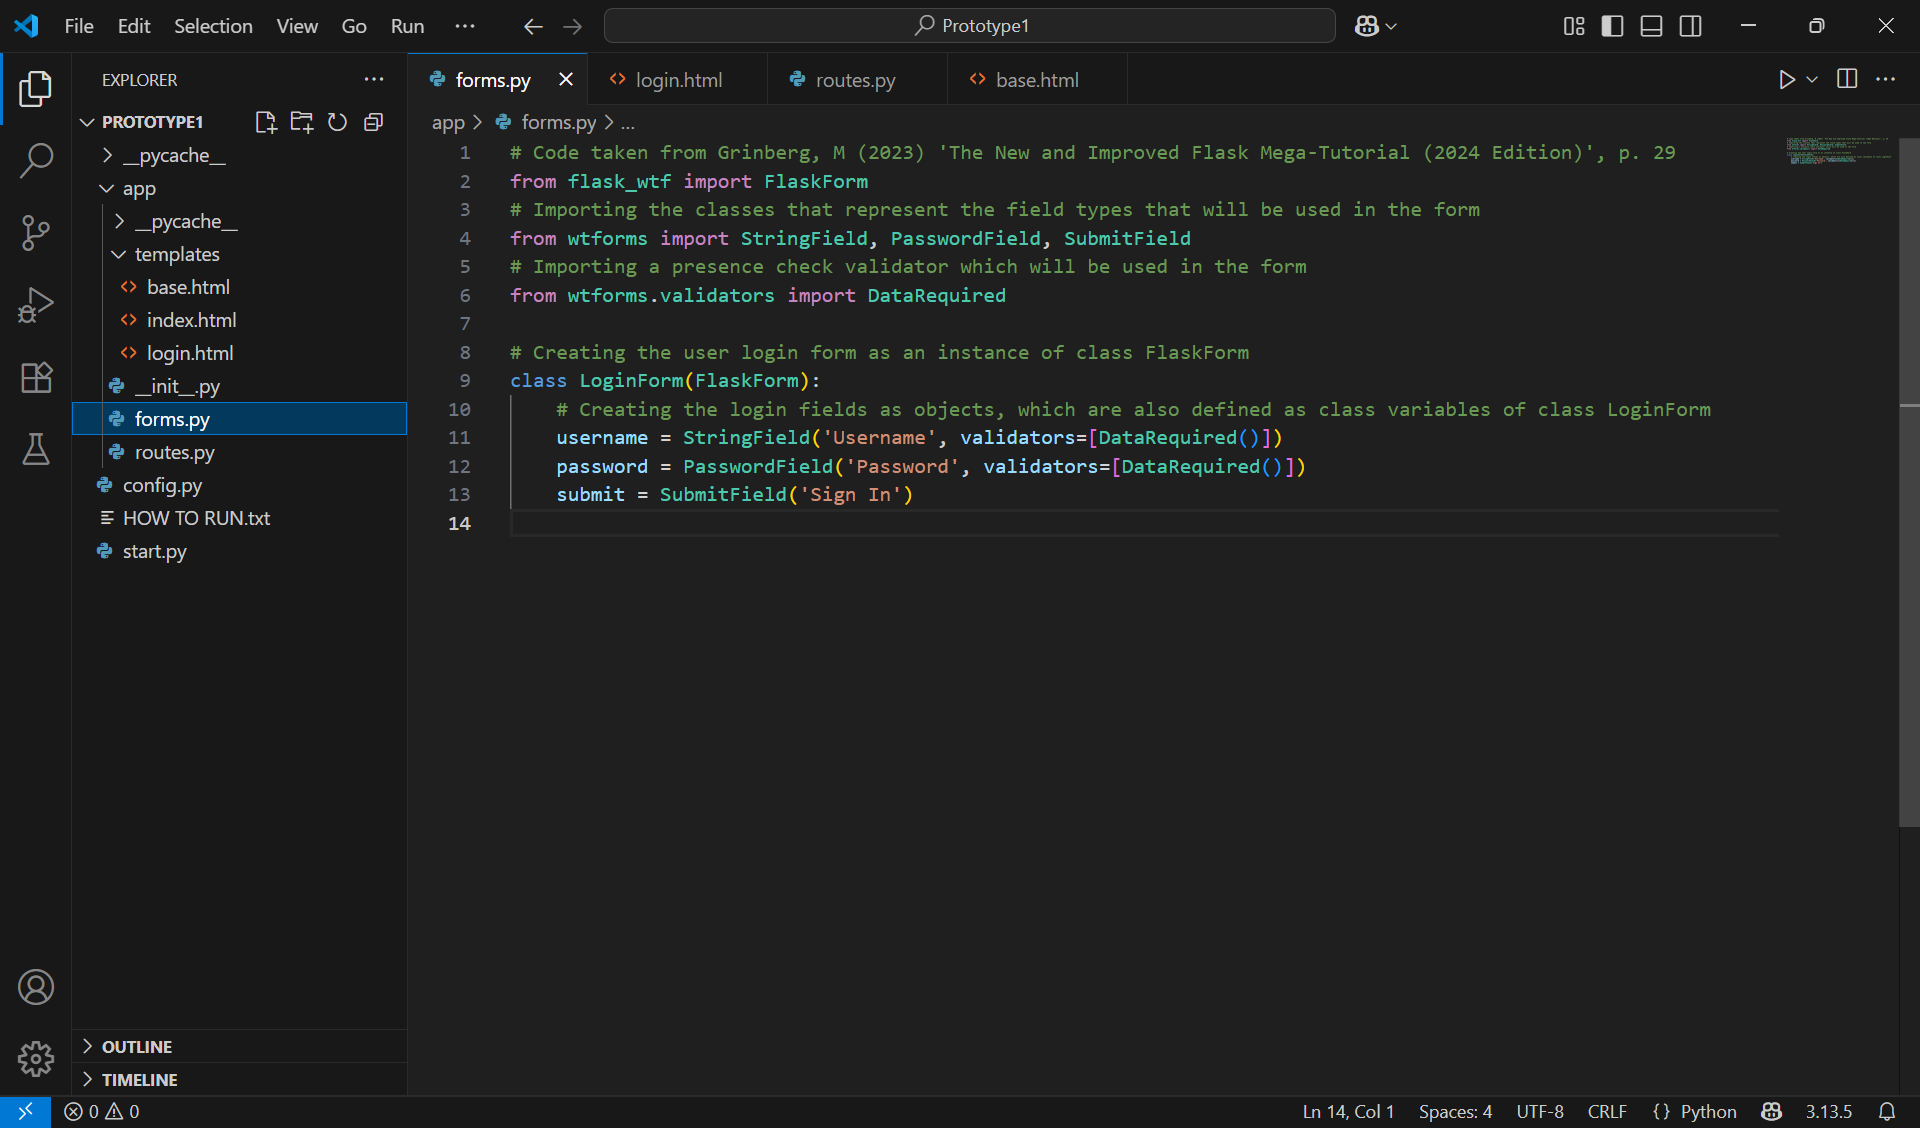 File Edit Selection View Go Run ···
Prototype1
EXPLORER
PROTOTYPE1
__pycache__
app
__pycache__
templates
base.html
index.html
login.html
__init__.py
forms.py
routes.py
config.py
HOW TO RUN.txt
start.py
OUTLINE
TIMELINE
forms.py
login.html
routes.py
base.html
app > forms.py > ...
1 # Code taken from Grinberg, M (2023) 'The New and Improved Flask Mega-Tutorial (2024 Edition)', p. 29
2 from flask_wtf import FlaskForm
3 # Importing the classes that represent the field types that will be used in the form
4 from wtforms import StringField, PasswordField, SubmitField
5 # Importing a presence check validator which will be used in the form
6 from wtforms.validators import DataRequired
7
8 # Creating the user login form as an instance of class FlaskForm
9 class LoginForm(FlaskForm):
10     # Creating the login fields as objects, which are also defined as class variables of class LoginForm
11     username = StringField('Username', validators=[DataRequired()])
12     password = PasswordField('Password', validators=[DataRequired()])
13     submit = SubmitField('Sign In')
14
0 0
Ln 14, Col 1 Spaces: 4 UTF-8 CRLF {} Python 3.13.5